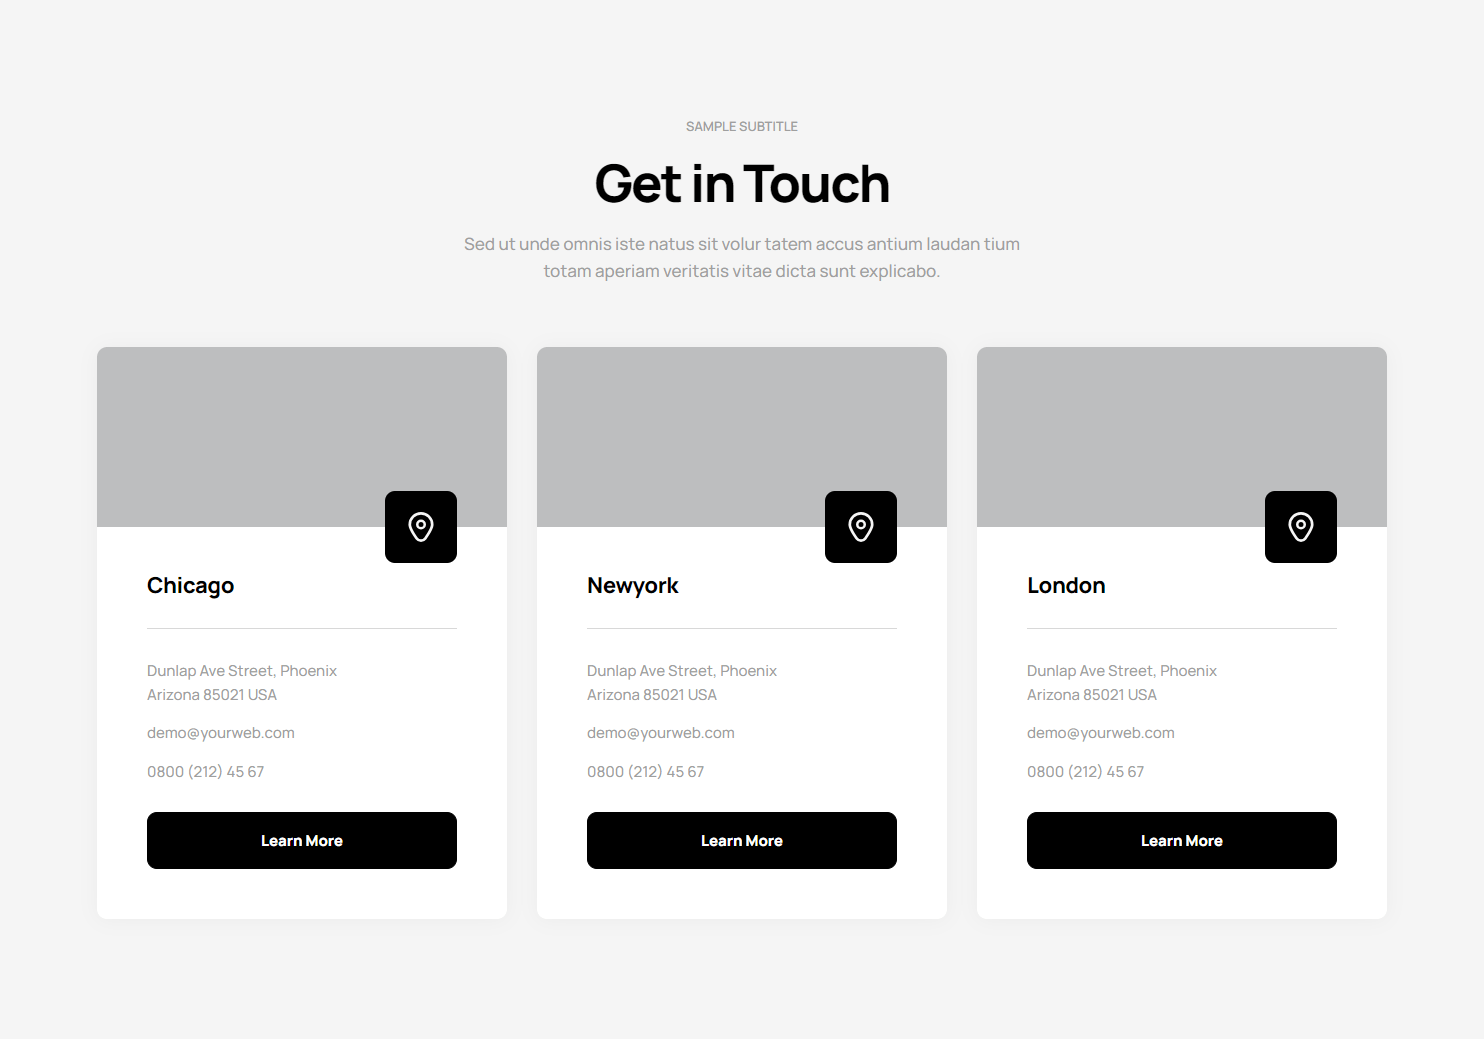 SAMPLE SUBTITLE
Get in Touch
Sed ut unde omnis iste natus sit volur tatem accus antium laudan tium
totam aperiam veritatis vitae dicta sunt explicabo.
Chicago
Dunlap Ave Street, Phoenix
Arizona 85021 USA
demo@yourweb.com
0800 (212) 45 67
Learn More
Newyork
Dunlap Ave Street, Phoenix
Arizona 85021 USA
demo@yourweb.com
0800 (212) 45 67
Learn More
London
Dunlap Ave Street, Phoenix
Arizona 85021 USA
demo@yourweb.com
0800 (212) 45 67
Learn More